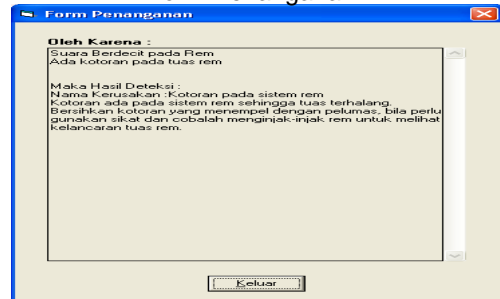 Form Penanganan
Oleh Karena :
Suara Berdecit pada Rem
Ada kotoran pada tuas rem
Maka Hasil Deteksi :
Nama Kerusakan :Kotoran pada sistem rem
Kotoran ada pada sistem rem sehingga tuas terhalang.
Bersihkan kotoran yang menempel dengan pelumas, bila perlu
gunakan sikat dan cobalah menginjak-injak rem untuk melihat
kelancaran tuas rem.
Keluar